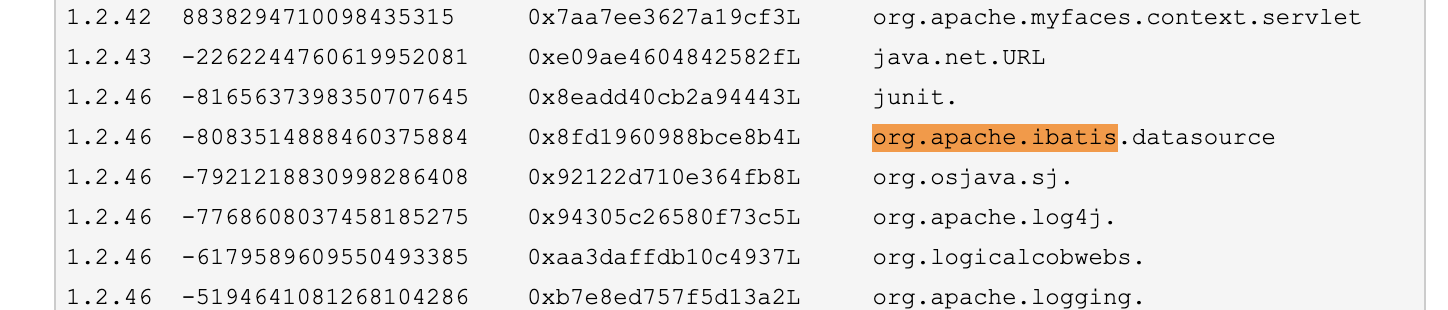 1.2.42 8838294710098435315 0x7aa7ee3627a19cf3L org.apache.myfaces.context.servlet
1.2.43 -2262244760619952081 0xe09ae4604842582fL java.net.URL
1.2.46 -8165637398350707645 0x8eadd40cb2a94443L junit.
1.2.46 -8083514888460375884 0x8fd1960988bce8b4L org.apache.ibatis.datasource
1.2.46 -7921218830998286408 0x92122d710e364fb8L org.osjava.sj.
1.2.46 -7768608037458185275 0x94305c26580f73c5L org.apache.log4j.
1.2.46 -6179589609550493385 0xaa3daffdb10c4937L org.logicalcobwebs.
1.2.46 -5194641081268104286 0xb7e8ed757f5d13a2L org.apache.logging.